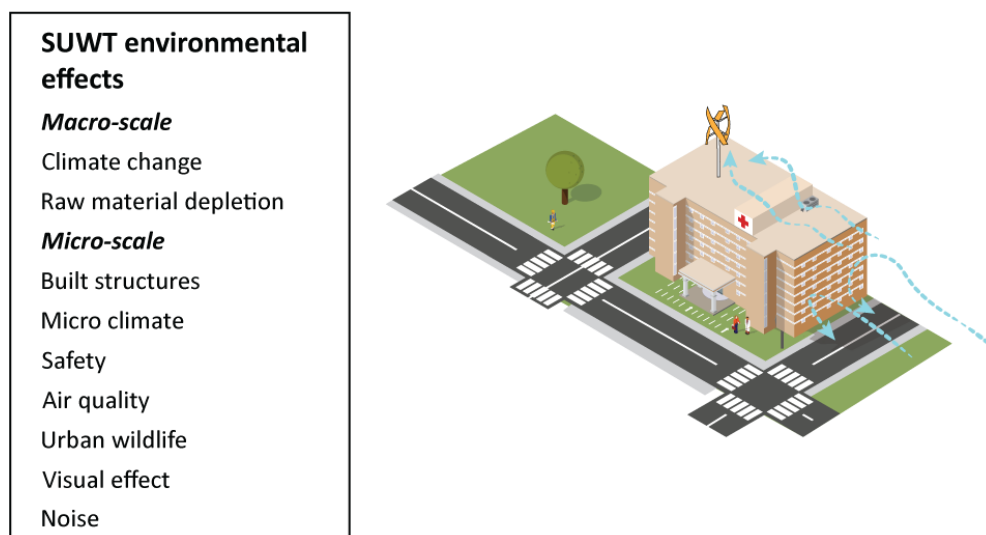 SUWT environmental
effects
Macro-scale
Climate change
Raw material depletion
Micro-scale
Built structures
Micro climate
Safety
Air quality
Urban wildlife
Visual effect
Noise